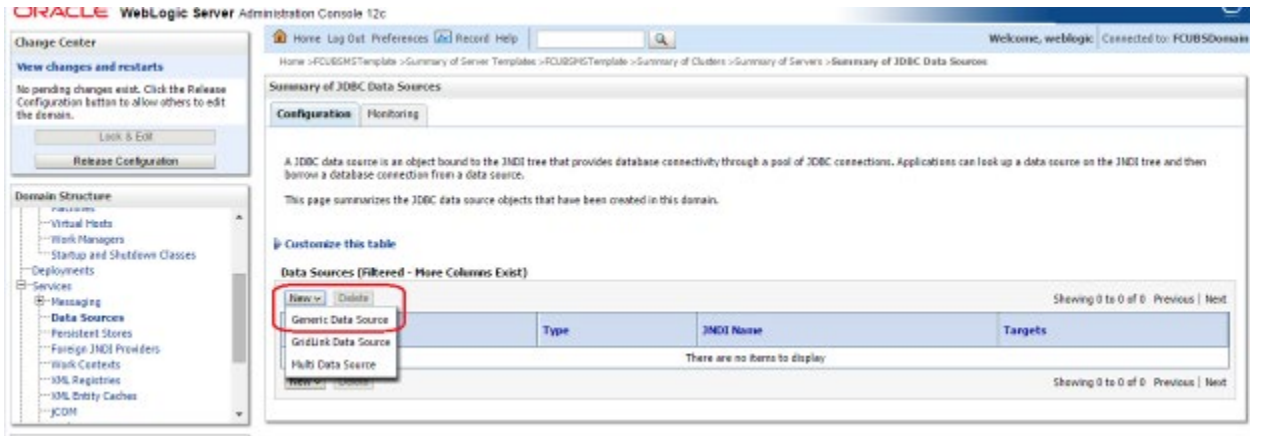 ORACLE WebLogic Server Administration Console 12c
Change Center
View changes and restarts
No pending changes exist. Click the Release
Configuration button to allow others to edit
the domain.
Lock & Edit
Release Configuration
Domain Structure
Machines
Virtual Hosts
Work Managers
Startup and Shutdown Classes
Deployments
Services
Messaging
Data Sources
Persistent Stores
Foreign JNDI Providers
Work Contexts
XML Registries
XML Entity Caches
jCOM
Home Log Out Preferences Record Help
Welcome, weblogic Connected to: FCUBSDomain
Home >FCUBSMSTemplate >Summary of Server Templates >FCUBSMSTemplate >Summary of Clusters >Summary of Servers >Summary of JDBC Data Sources
Summary of JDBC Data Sources
Configuration Monitoring
A JDBC data source is an object bound to the JNDI tree that provides database connectivity through a pool of JDBC connections. Applications can look up a data source on the JNDI tree and then
borrow a database connection from a data source.
This page summarizes the JDBC data source objects that have been created in this domain.
Customize this table
Data Sources (Filtered - More Columns Exist)
New Delete
Showing 0 to 0 of 0 Previous | Next
Generic Data Source
GridLink Data Source
Multi Data Source
Type JNDI Name Targets
There are no items to display
New Delete
Showing 0 to 0 of 0 Previous | Next